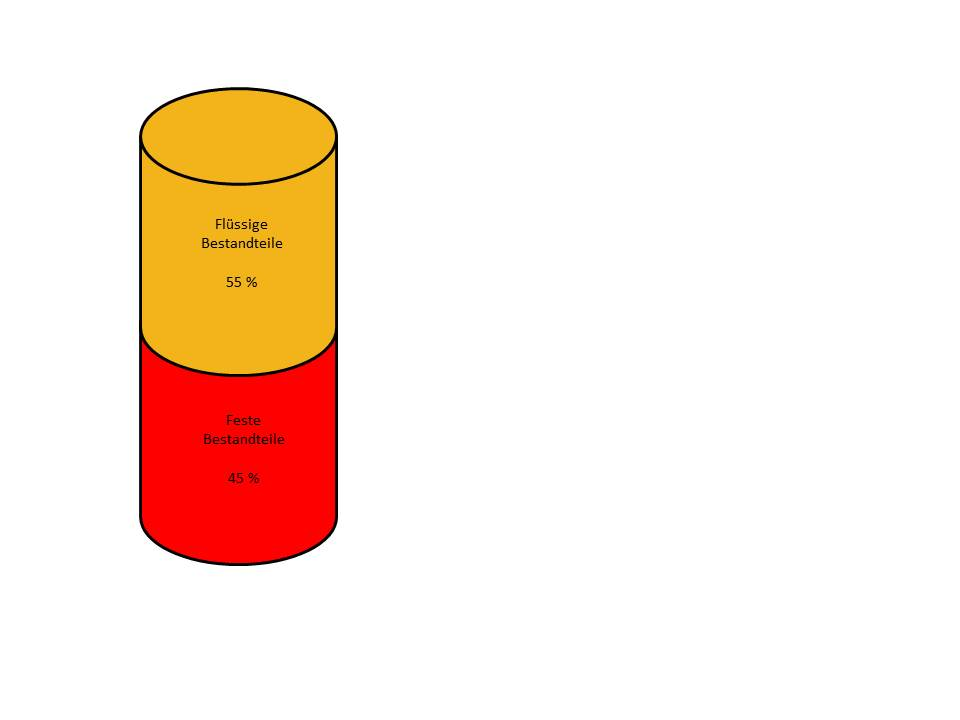 Flüssige
Bestandteile
55 %
Feste
Bestandteile
45 %